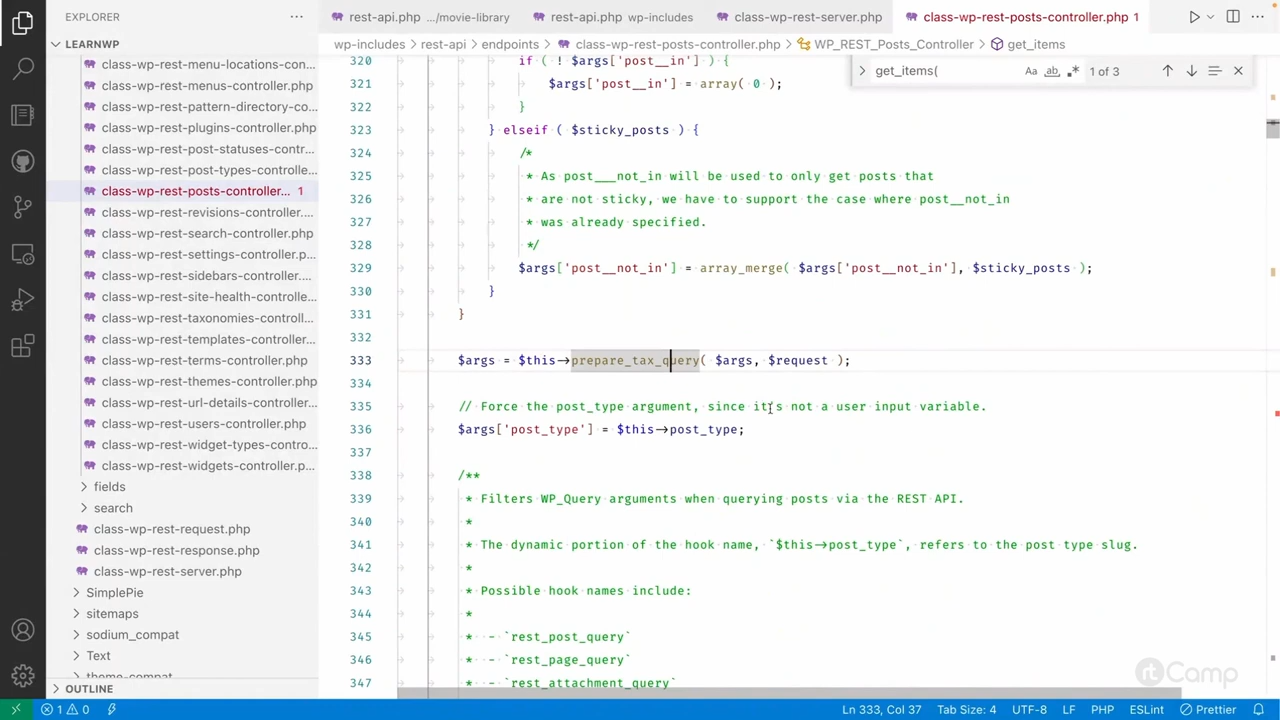 EXPLORER
LEARNWP
class-wp-rest-menu-locations-con...
class-wp-rest-menus-controller.php
class-wp-rest-pattern-directory-co...
class-wp-rest-plugins-controller.php
class-wp-rest-post-statuses-contr...
class-wp-rest-post-types-controlle...
class-wp-rest-posts-controller... 1
class-wp-rest-revisions-controller....
class-wp-rest-search-controller.php
class-wp-rest-settings-controller.p...
class-wp-rest-sidebars-controller....
class-wp-rest-site-health-controlle...
class-wp-rest-taxonomies-controlle...
class-wp-rest-templates-controlle...
class-wp-rest-terms-controller.php
class-wp-rest-themes-controller.php
class-wp-rest-url-details-controlle...
class-wp-rest-users-controller.php
class-wp-rest-widget-types-contro...
class-wp-rest-widgets-controller.p...
fields
search
class-wp-rest-request.php
class-wp-rest-response.php
class-wp-rest-server.php
SimplePie
sitemaps
sodium_compat
Text
theme-compat
OUTLINE
rest-api.php .../movie-library
rest-api.php wp-includes
class-wp-rest-server.php
class-wp-rest-posts-controller.php 1
wp-includes > rest-api > endpoints > class-wp-rest-posts-controller.php > WP_REST_Posts_Controller > get_items
get_items( Aa ab 1 of 3
320 if ( ! $args['post__in'] ) {
321 $args['post__in'] = array( 0 );
322 }
323 } elseif ( $sticky_posts ) {
324 /*
325 * As post___not_in will be used to only get posts that
326 * are not sticky, we have to support the case where post__not_in
327 * was already specified.
328 */
329 $args['post__not_in'] = array_merge( $args['post__not_in'], $sticky_posts );
330 }
331 }
332
333 $args = $this->prepare_tax_query( $args, $request );
334
335 // Force the post_type argument, since it's not a user input variable.
336 $args['post_type'] = $this->post_type;
337
338 /**
339 * Filters WP_Query arguments when querying posts via the REST API.
340 *
341 * The dynamic portion of the hook name, `$this->post_type`, refers to the post type slug.
342 *
343 * Possible hook names include:
344 *
345 * - `rest_post_query`
346 * - `rest_page_query`
347 * - `rest_attachment_query`
rtCamp
1 0
Ln 333, Col 37 Tab Size: 4 UTF-8 LF PHP ESLint Prettier